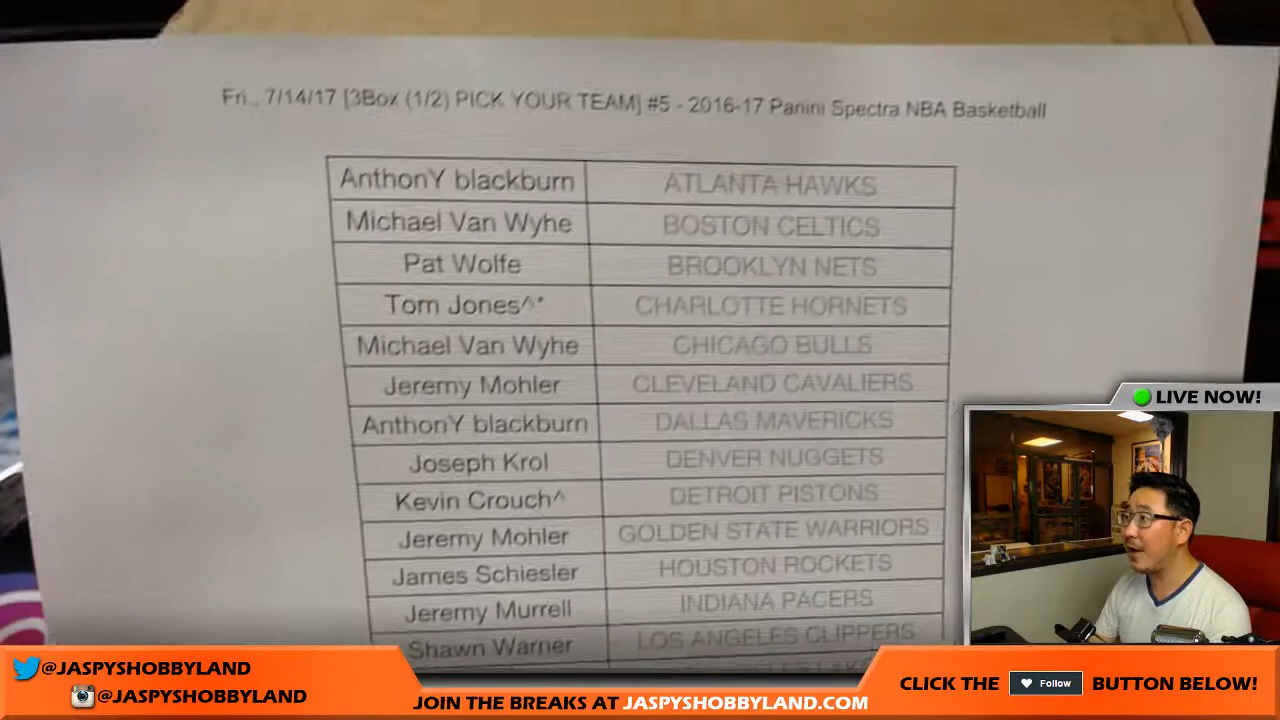 Fri., 7/14/17 [3Box (1/2) PICK YOUR TEAM] #5 - 2016-17 Panini Spectra NBA Basketball
AnthonY blackburn ATLANTA HAWKS
Michael Van Wyhe BOSTON CELTICS
Pat Wolfe BROOKLYN NETS
Tom Jones^* CHARLOTTE HORNETS
Michael Van Wyhe CHICAGO BULLS
Jeremy Mohler CLEVELAND CAVALIERS
AnthonY blackburn DALLAS MAVERICKS
Joseph Krol DENVER NUGGETS
Kevin Crouch^ DETROIT PISTONS
Jeremy Mohler GOLDEN STATE WARRIORS
James Schiesler HOUSTON ROCKETS
Jeremy Murrell INDIANA PACERS
Shawn Warner LOS ANGELES CLIPPERS
LIVE NOW!
@JASPYSHOBBYLAND
@JASPYSHOBBYLAND
JOIN THE BREAKS AT JASPYSHOBBYLAND.COM
CLICK THE Follow BUTTON BELOW!